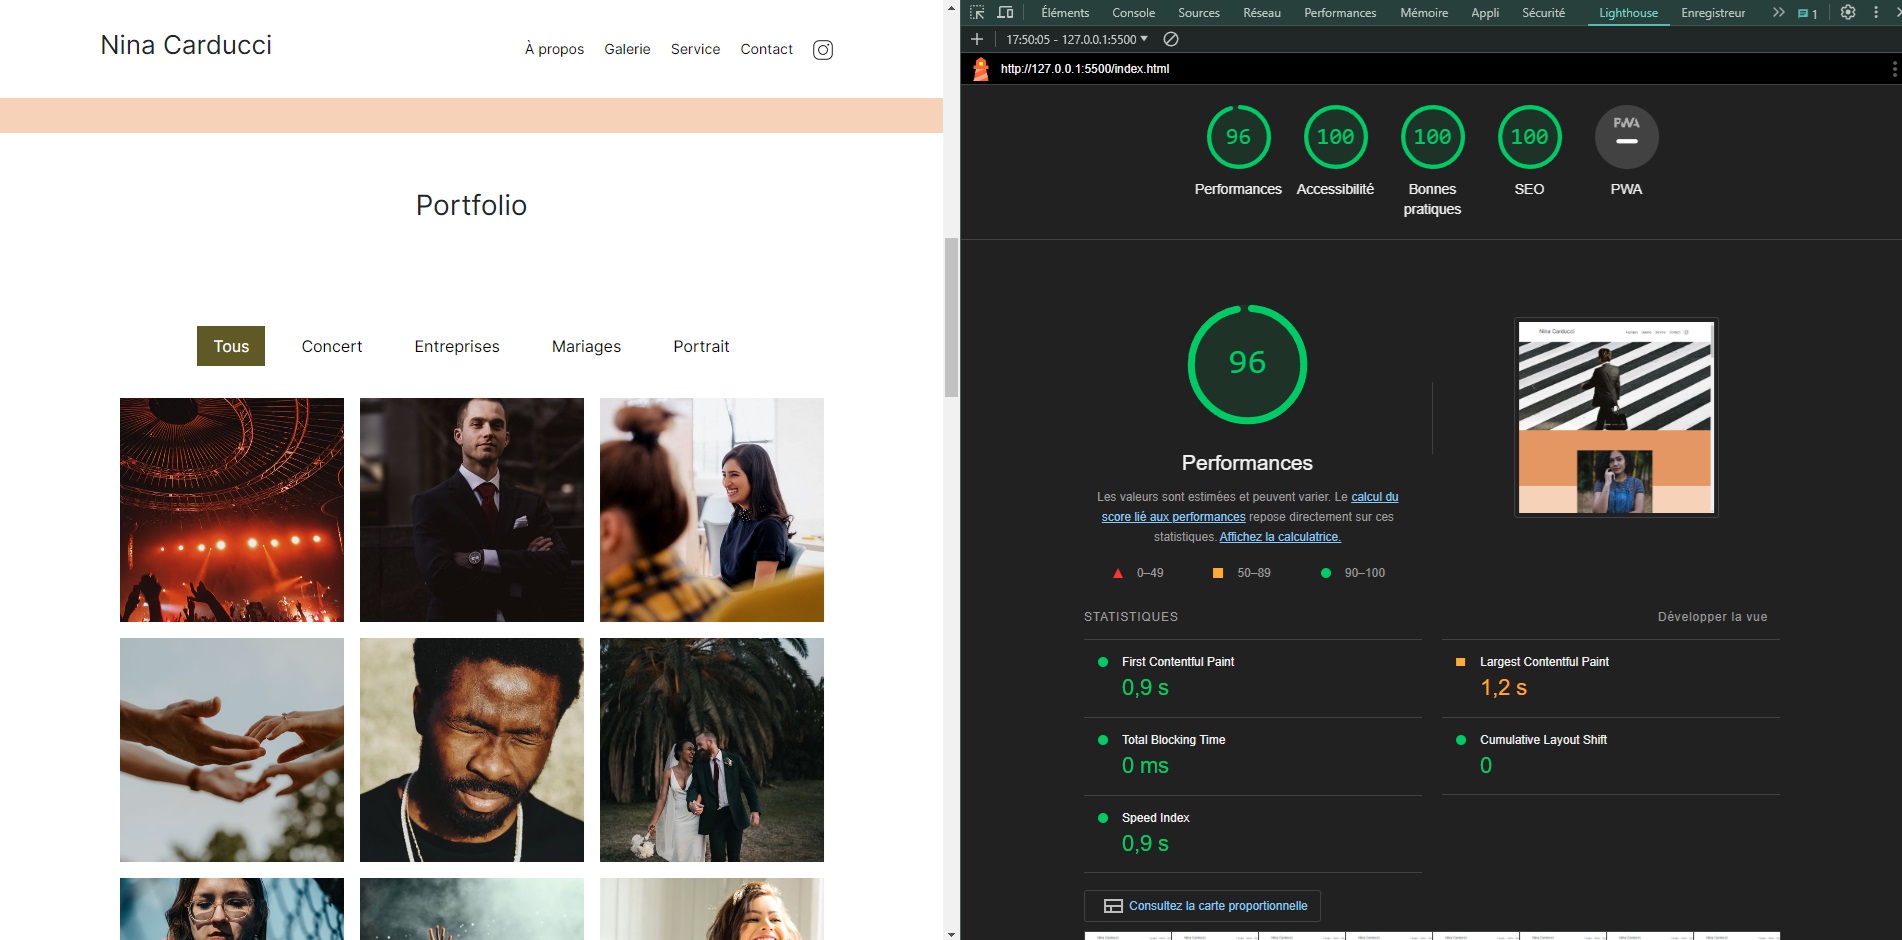 Nina Carducci
À propos Galerie Service Contact
Portfolio
Tous Concert Entreprises Mariages Portrait
Éléments Console Sources Réseau Performances Mémoire Appli Sécurité Lighthouse Enregistreur 1
17:50:05 - 127.0.0.1:5500
http://127.0.0.1:5500/index.html
96 100 100 100 PWA
Performances Accessibilité Bonnes pratiques SEO PWA
96
Performances
Les valeurs sont estimées et peuvent varier. Le calcul du
score lié aux performances repose directement sur ces
statistiques. Affichez la calculatrice.
0–49 50–89 90–100
Nina Carducci
STATISTIQUES Développer la vue
First Contentful Paint
0,9 s
Largest Contentful Paint
1,2 s
Total Blocking Time
0 ms
Cumulative Layout Shift
0
Speed Index
0,9 s
Consultez la carte proportionnelle